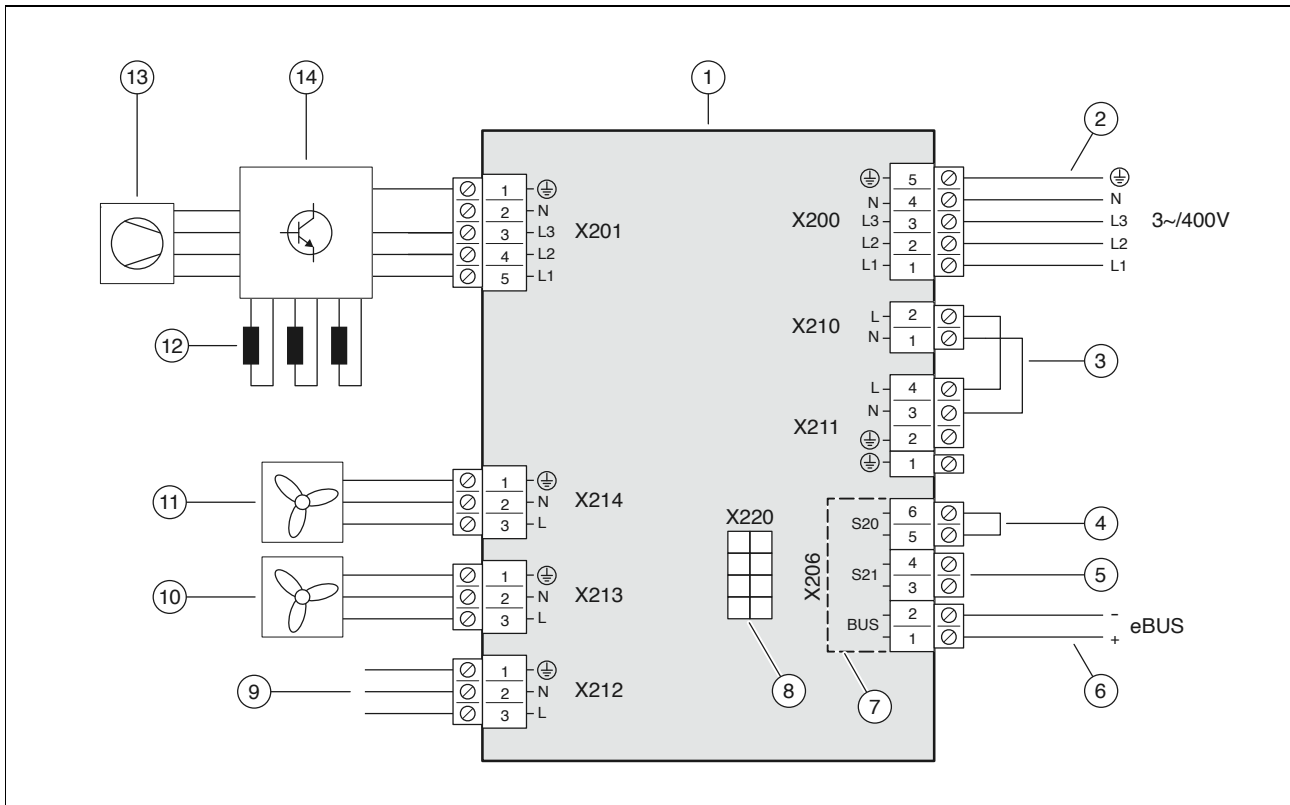 13
14
1
2
1
2 N
3 L3
4 L2
5 L1
X201
X200
5
N 4
L3 3
L2 2
L1 1
N
L3
L2
L1
3~/400V
12
X210
L 2
N 1
3
X211
L 4
N 3
2
1
11
1
2 N
3 L
X214
10
1
2 N
3 L
X213
9
1
2 N
3 L
X212
X220
8
X206
S20
6
5
4
S21
4
3
5
BUS
2
1
−
+
eBUS
6
7